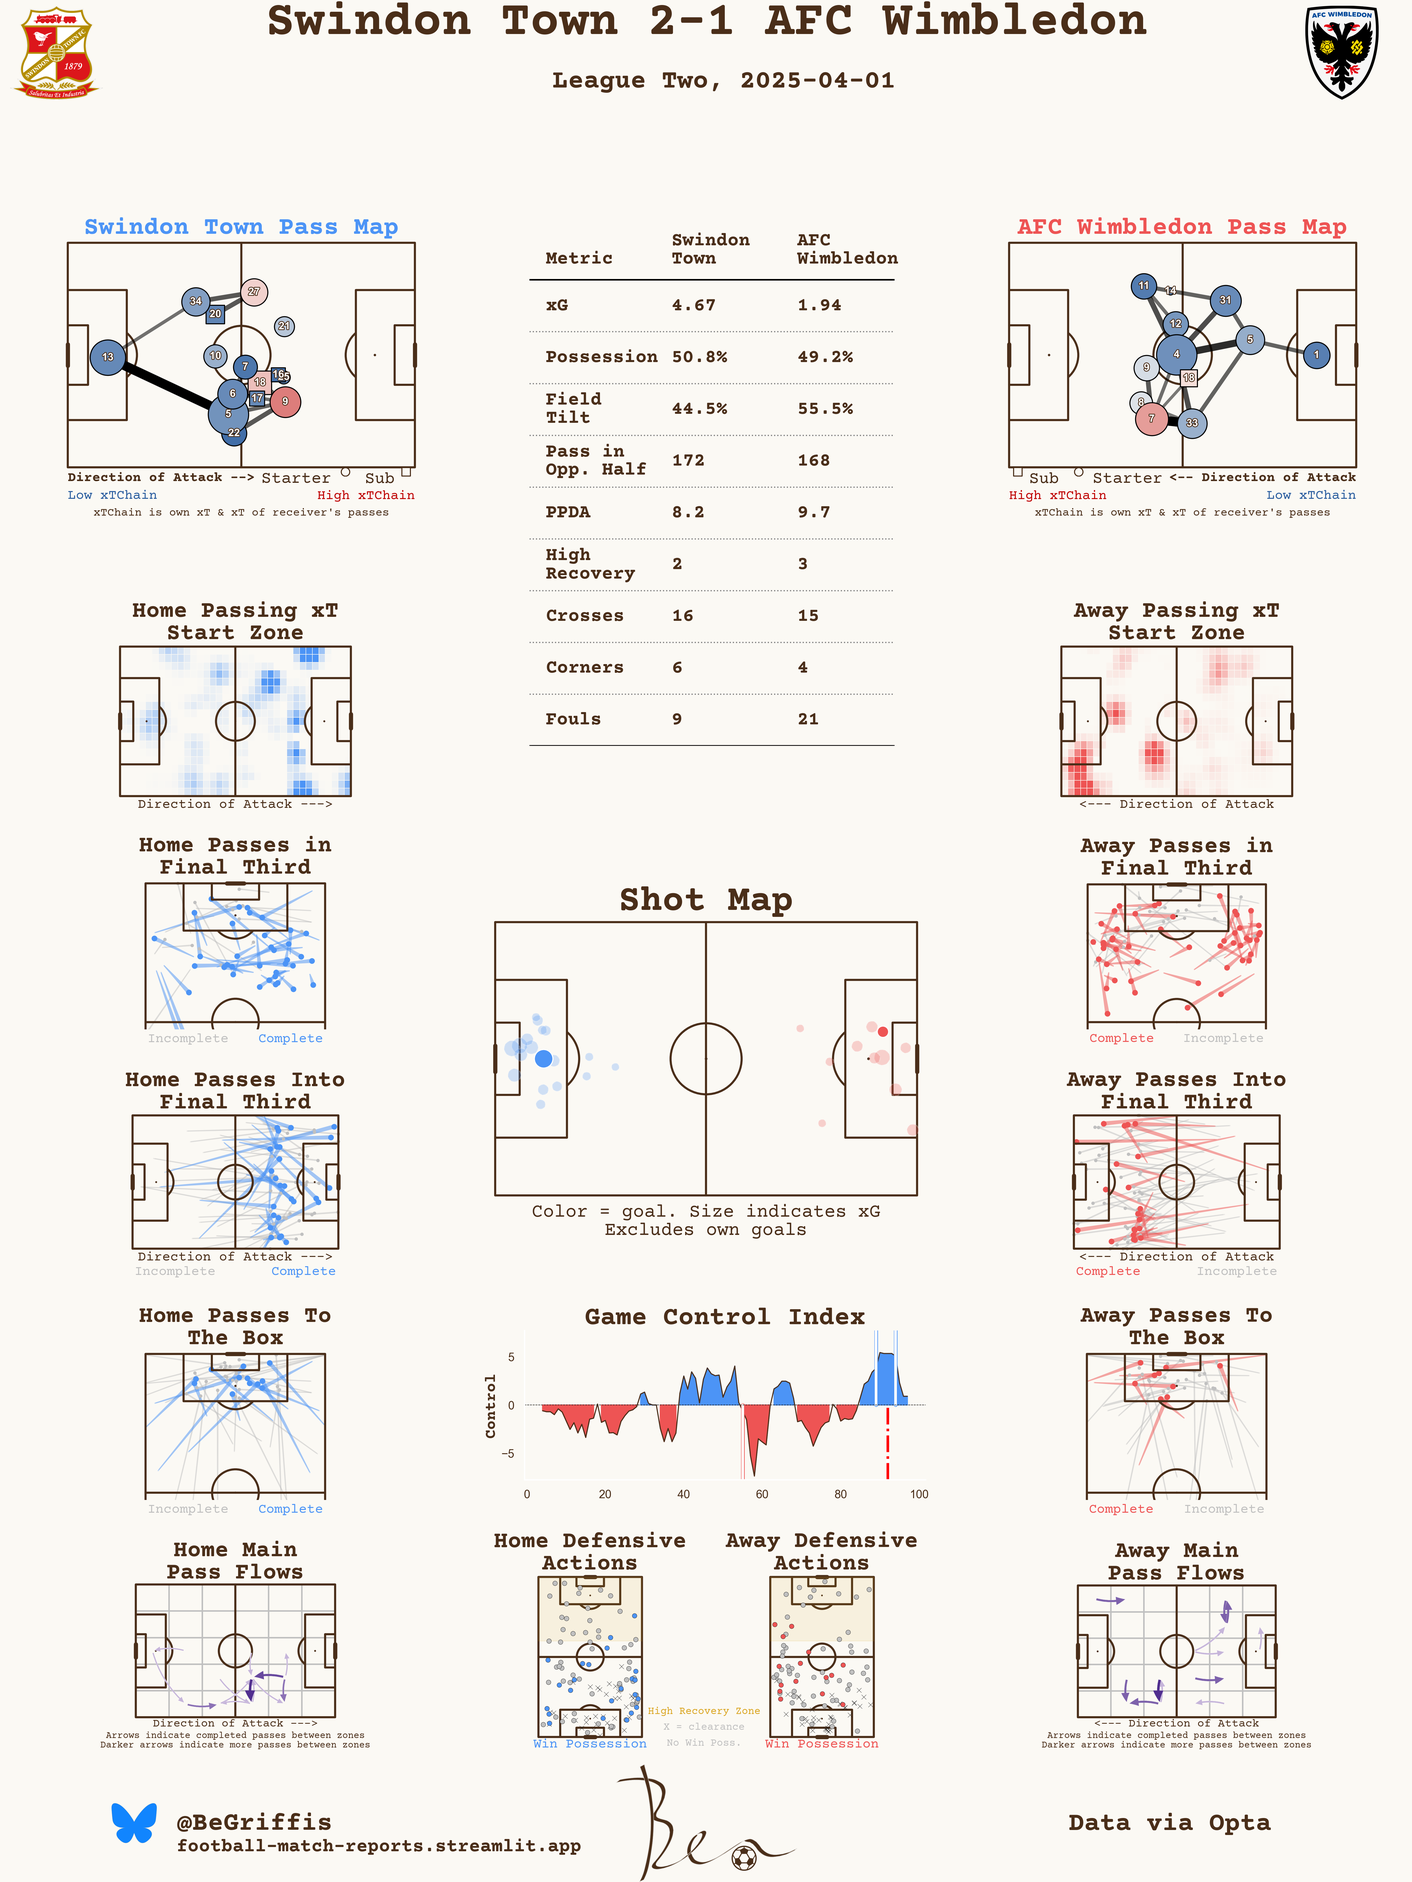 Swindon Town 2-1 AFC Wimbledon
League Two, 2025-04-01
SWINDON TOWN FC
1879
Salubritas Et Industria
AFC WIMBLEDON
Swindon Town Pass Map
34
27
20
21
13
10
7
16
18
6
17
9
5
22
Direction of Attack --> Starter Sub
Low xTChain High xTChain
xTChain is own xT & xT of receiver's passes
Metric Swindon Town AFC Wimbledon
xG 4.67 1.94
Possession 50.8% 49.2%
Field Tilt 44.5% 55.5%
Pass in Opp. Half 172 168
PPDA 8.2 9.7
High Recovery 2 3
Crosses 16 15
Corners 6 4
Fouls 9 21
AFC Wimbledon Pass Map
11
14
31
12
4
5
1
9
18
8
7
33
Sub Starter <-- Direction of Attack
High xTChain Low xTChain
xTChain is own xT & xT of receiver's passes
Home Passing xT
Start Zone
Direction of Attack --->
Away Passing xT
Start Zone
<--- Direction of Attack
Home Passes in
Final Third
Incomplete Complete
Away Passes in
Final Third
Complete Incomplete
Shot Map
Color = goal. Size indicates xG
Excludes own goals
Home Passes Into
Final Third
Direction of Attack --->
Incomplete Complete
Away Passes Into
Final Third
<--- Direction of Attack
Complete Incomplete
Home Passes To
The Box
Incomplete Complete
Game Control Index
Control
5
0
−5
0 20 40 60 80 100
Away Passes To
The Box
Complete Incomplete
Home Main
Pass Flows
Direction of Attack --->
Arrows indicate completed passes between zones
Darker arrows indicate more passes between zones
Home Defensive
Actions
Win Possession
High Recovery Zone
X = clearance
No Win Poss.
Away Defensive
Actions
Win Possession
Away Main
Pass Flows
<--- Direction of Attack
Arrows indicate completed passes between zones
Darker arrows indicate more passes between zones
@BeGriffis
football-match-reports.streamlit.app
Ben
Data via Opta